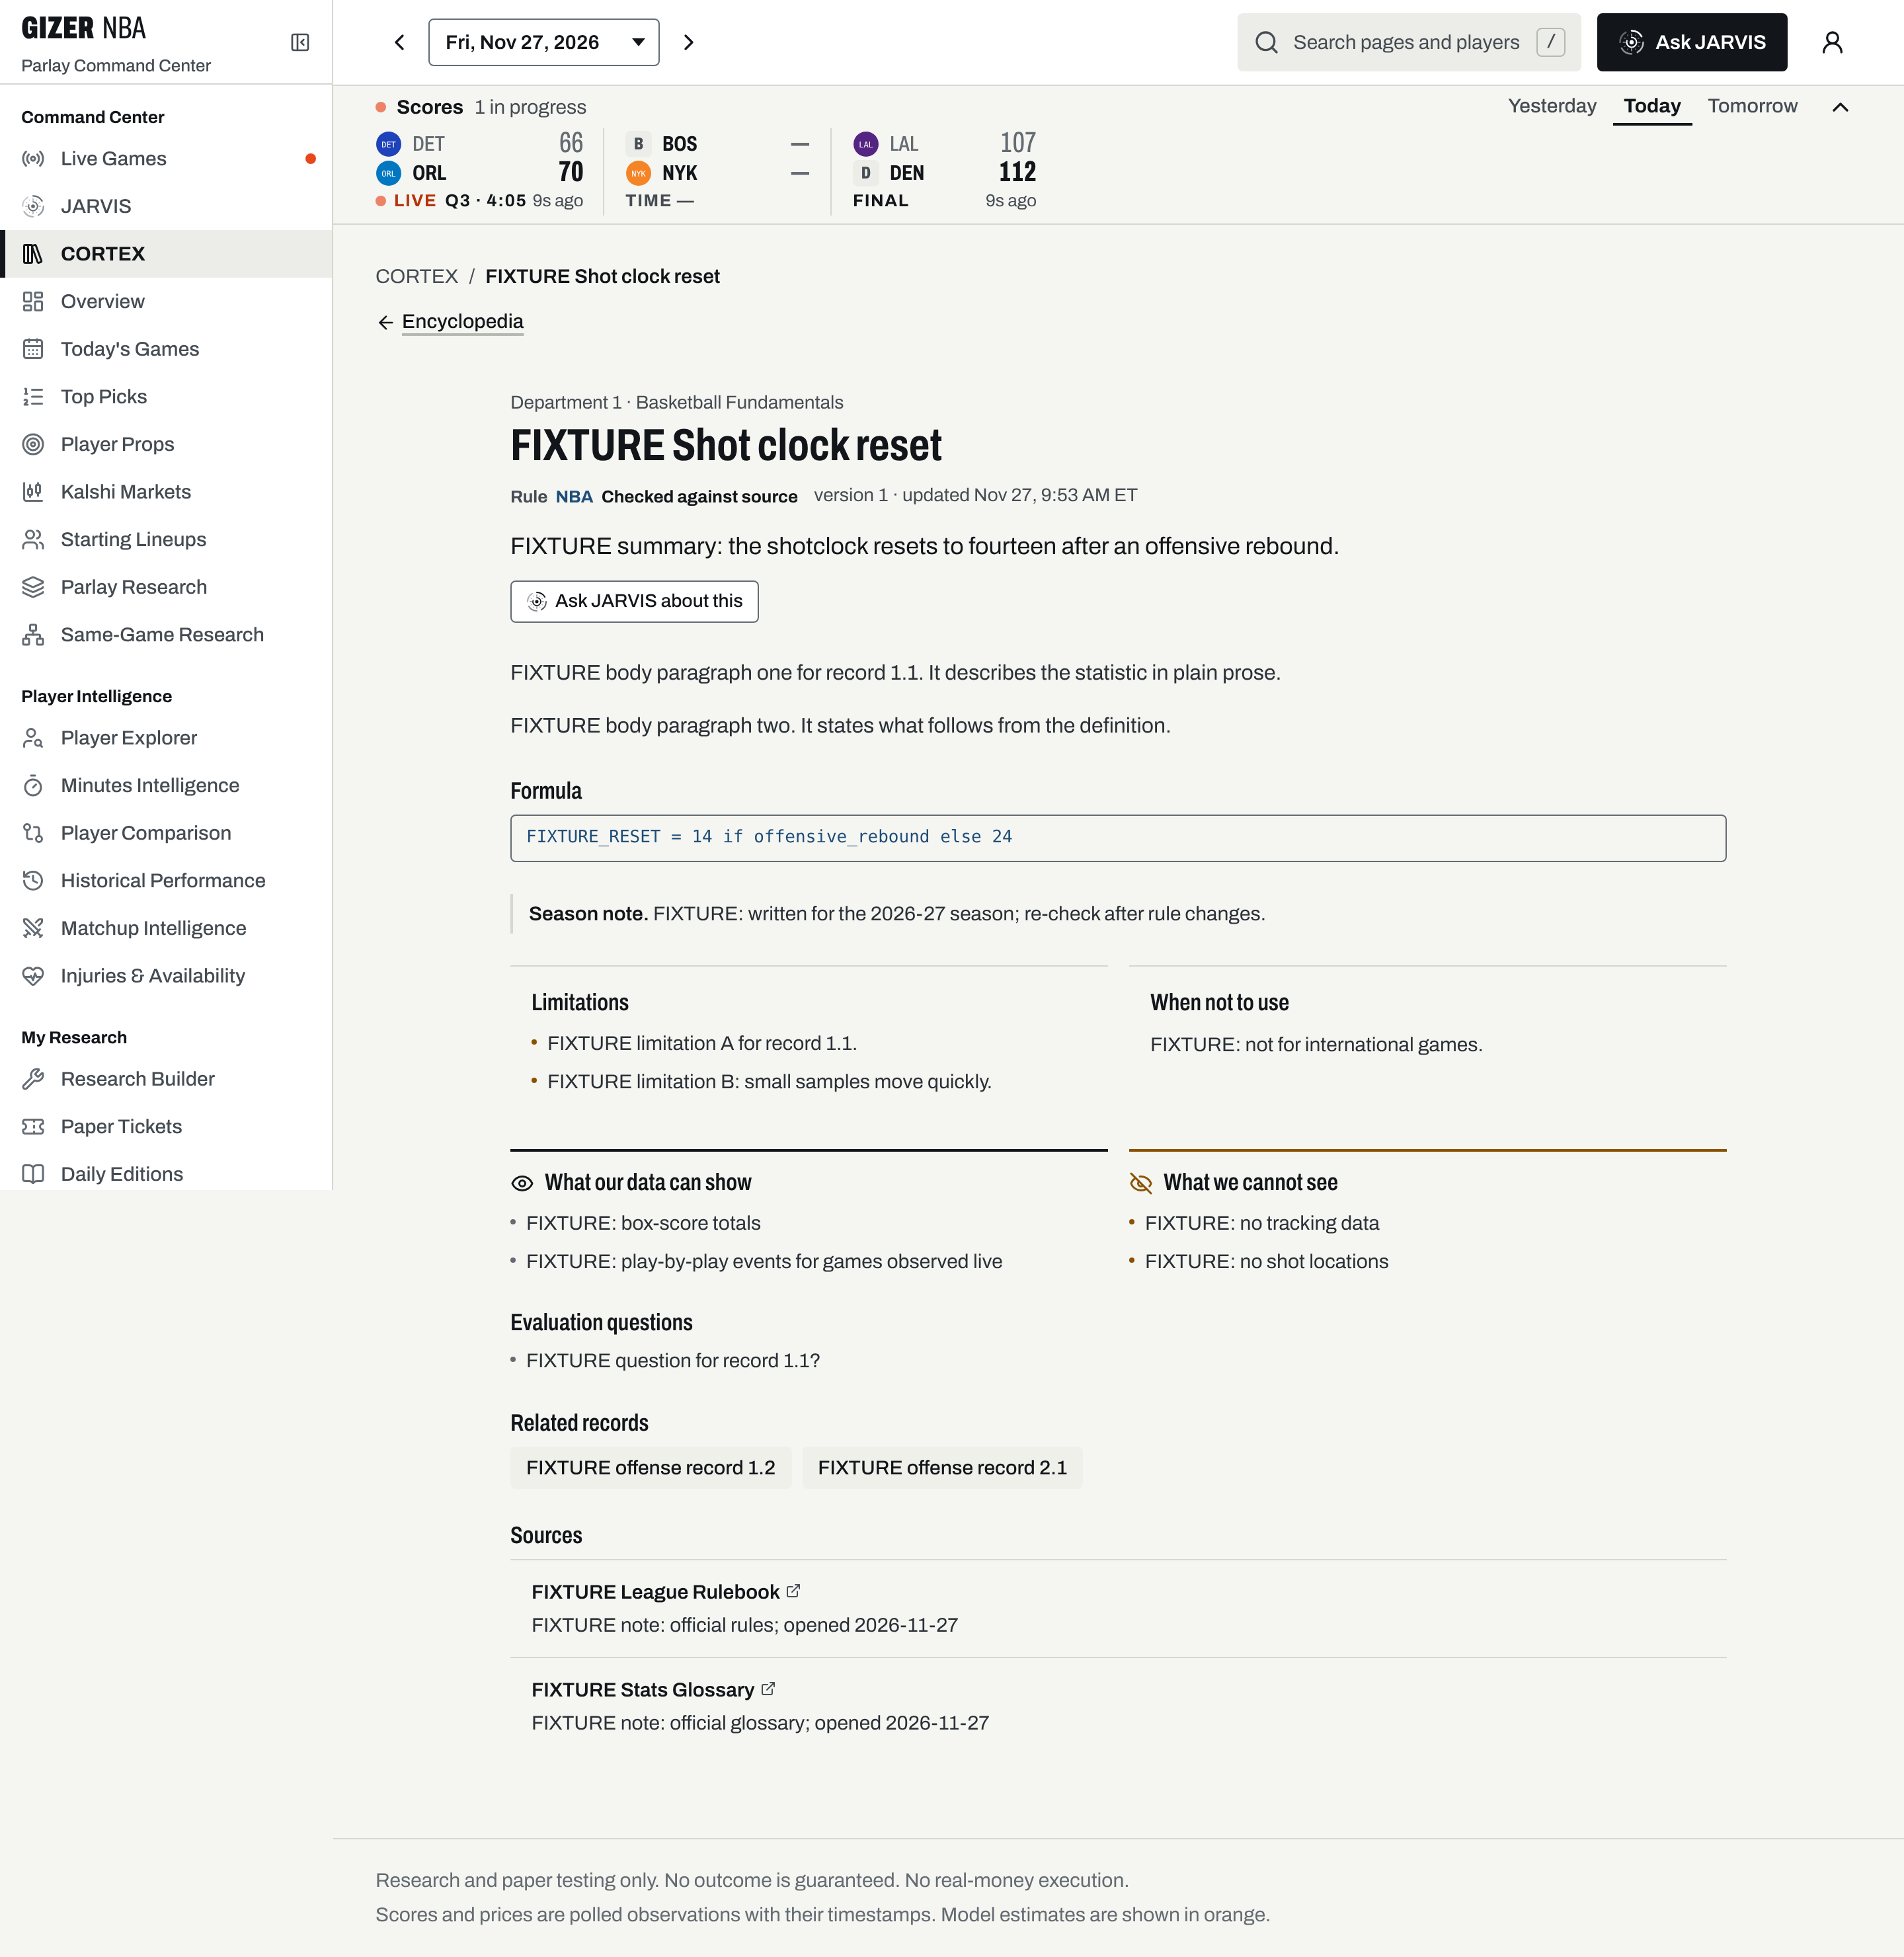 GIZER NBA
Parlay Command Center
Fri, Nov 27, 2026
Search pages and players /
Ask JARVIS
Command Center
Live Games
JARVIS
CORTEX
Overview
Today's Games
Top Picks
Player Props
Kalshi Markets
Starting Lineups
Parlay Research
Same-Game Research
Player Intelligence
Player Explorer
Minutes Intelligence
Player Comparison
Historical Performance
Matchup Intelligence
Injuries & Availability
My Research
Research Builder
Paper Tickets
Daily Editions
Scores 1 in progress
Yesterday Today Tomorrow
DET DET 66
ORL ORL 70
LIVE Q3 · 4:05 9s ago
B BOS —
NYK NYK —
TIME —
LAL LAL 107
D DEN 112
FINAL 9s ago
CORTEX / FIXTURE Shot clock reset
Encyclopedia
Department 1 · Basketball Fundamentals
FIXTURE Shot clock reset
Rule NBA Checked against source version 1 · updated Nov 27, 9:53 AM ET
FIXTURE summary: the shotclock resets to fourteen after an offensive rebound.
Ask JARVIS about this
FIXTURE body paragraph one for record 1.1. It describes the statistic in plain prose.
FIXTURE body paragraph two. It states what follows from the definition.
Formula
FIXTURE_RESET = 14 if offensive_rebound else 24
Season note. FIXTURE: written for the 2026-27 season; re-check after rule changes.
Limitations
• FIXTURE limitation A for record 1.1.
• FIXTURE limitation B: small samples move quickly.
When not to use
FIXTURE: not for international games.
What our data can show
• FIXTURE: box-score totals
• FIXTURE: play-by-play events for games observed live
What we cannot see
• FIXTURE: no tracking data
• FIXTURE: no shot locations
Evaluation questions
• FIXTURE question for record 1.1?
Related records
FIXTURE offense record 1.2
FIXTURE offense record 2.1
Sources
FIXTURE League Rulebook
FIXTURE note: official rules; opened 2026-11-27
FIXTURE Stats Glossary
FIXTURE note: official glossary; opened 2026-11-27
Research and paper testing only. No outcome is guaranteed. No real-money execution.
Scores and prices are polled observations with their timestamps. Model estimates are shown in orange.